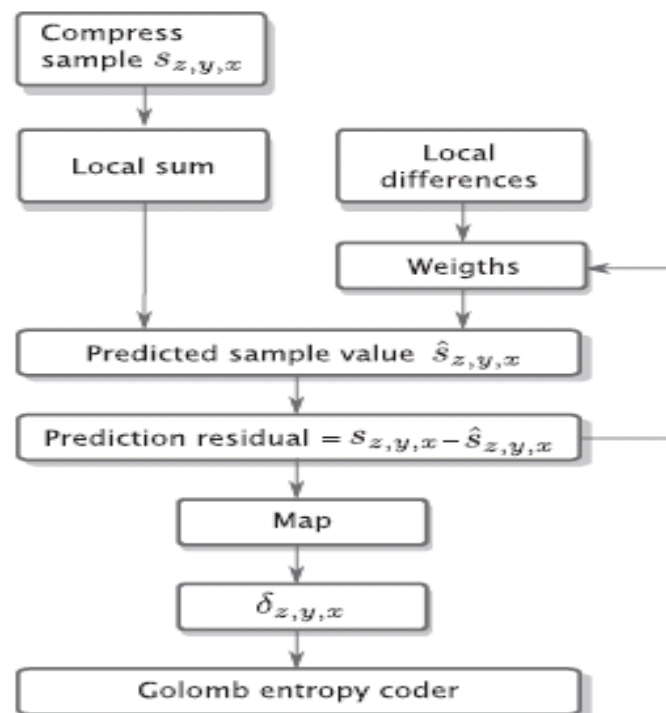 Compress
sample s_{z,y,x}
Local sum
Local
differences
Weigths
Predicted sample value ŝ_{z,y,x}
Prediction residual = s_{z,y,x} − ŝ_{z,y,x}
Map
δ_{z,y,x}
Golomb entropy coder